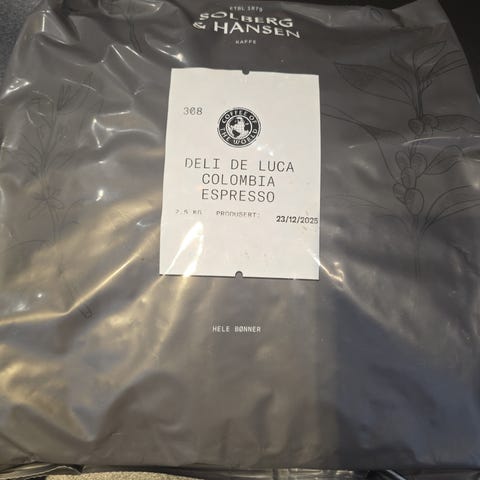 ETBL 1879
SOLBERG
& HANSEN
KAFFE
308
COFFEE OF
THE WORLD
DELI DE LUCA
COLOMBIA
ESPRESSO
2,5 KG PRODUSERT: 23/12/2025
HELE BØNNER